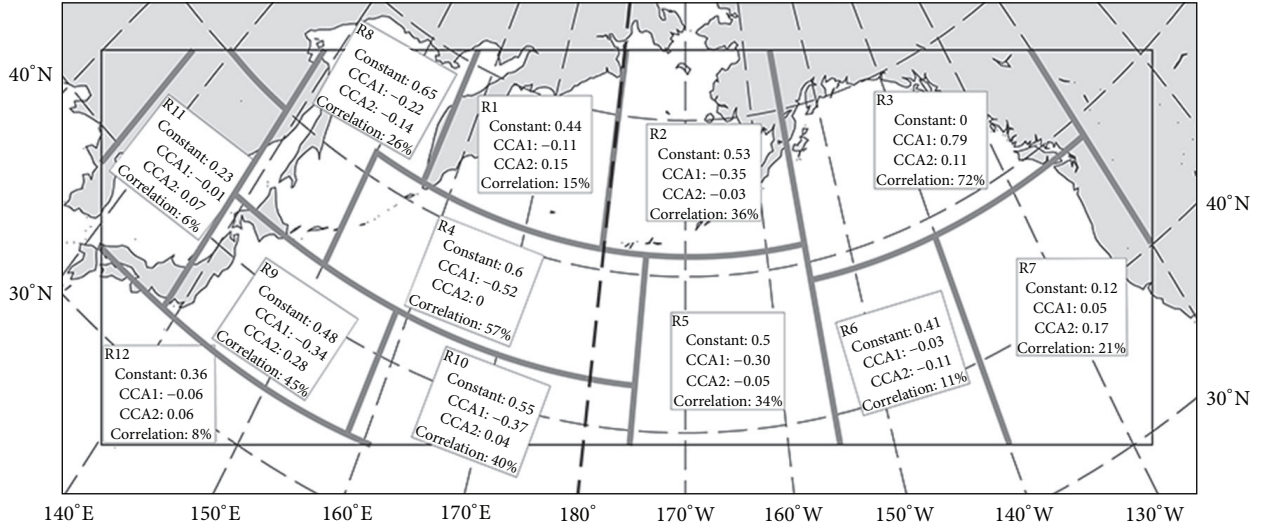 40°N
30°N
R8
Constant: 0.65
CCA1: −0.22
CCA2: −0.14
Correlation: 26%
R11
Constant: 0.23
CCA1: −0.01
CCA2: 0.07
Correlation: 6%
R1
Constant: 0.44
CCA1: −0.11
CCA2: 0.15
Correlation: 15%
R2
Constant: 0.53
CCA1: −0.35
CCA2: −0.03
Correlation: 36%
R3
Constant: 0
CCA1: 0.79
CCA2: 0.11
Correlation: 72%
R4
Constant: 0.6
CCA1: −0.52
CCA2: 0
Correlation: 57%
R9
Constant: 0.48
CCA1: −0.34
CCA2: 0.28
Correlation: 45%
R12
Constant: 0.36
CCA1: −0.06
CCA2: 0.06
Correlation: 8%
R10
Constant: 0.55
CCA1: −0.37
CCA2: 0.04
Correlation: 40%
R5
Constant: 0.5
CCA1: −0.30
CCA2: −0.05
Correlation: 34%
R6
Constant: 0.41
CCA1: −0.03
CCA2: −0.11
Correlation: 11%
R7
Constant: 0.12
CCA1: 0.05
CCA2: 0.17
Correlation: 21%
40°N
30°N
140°E 150°E 160°E 170°E 180° 170°W 160°W 150°W 140°W 130°W